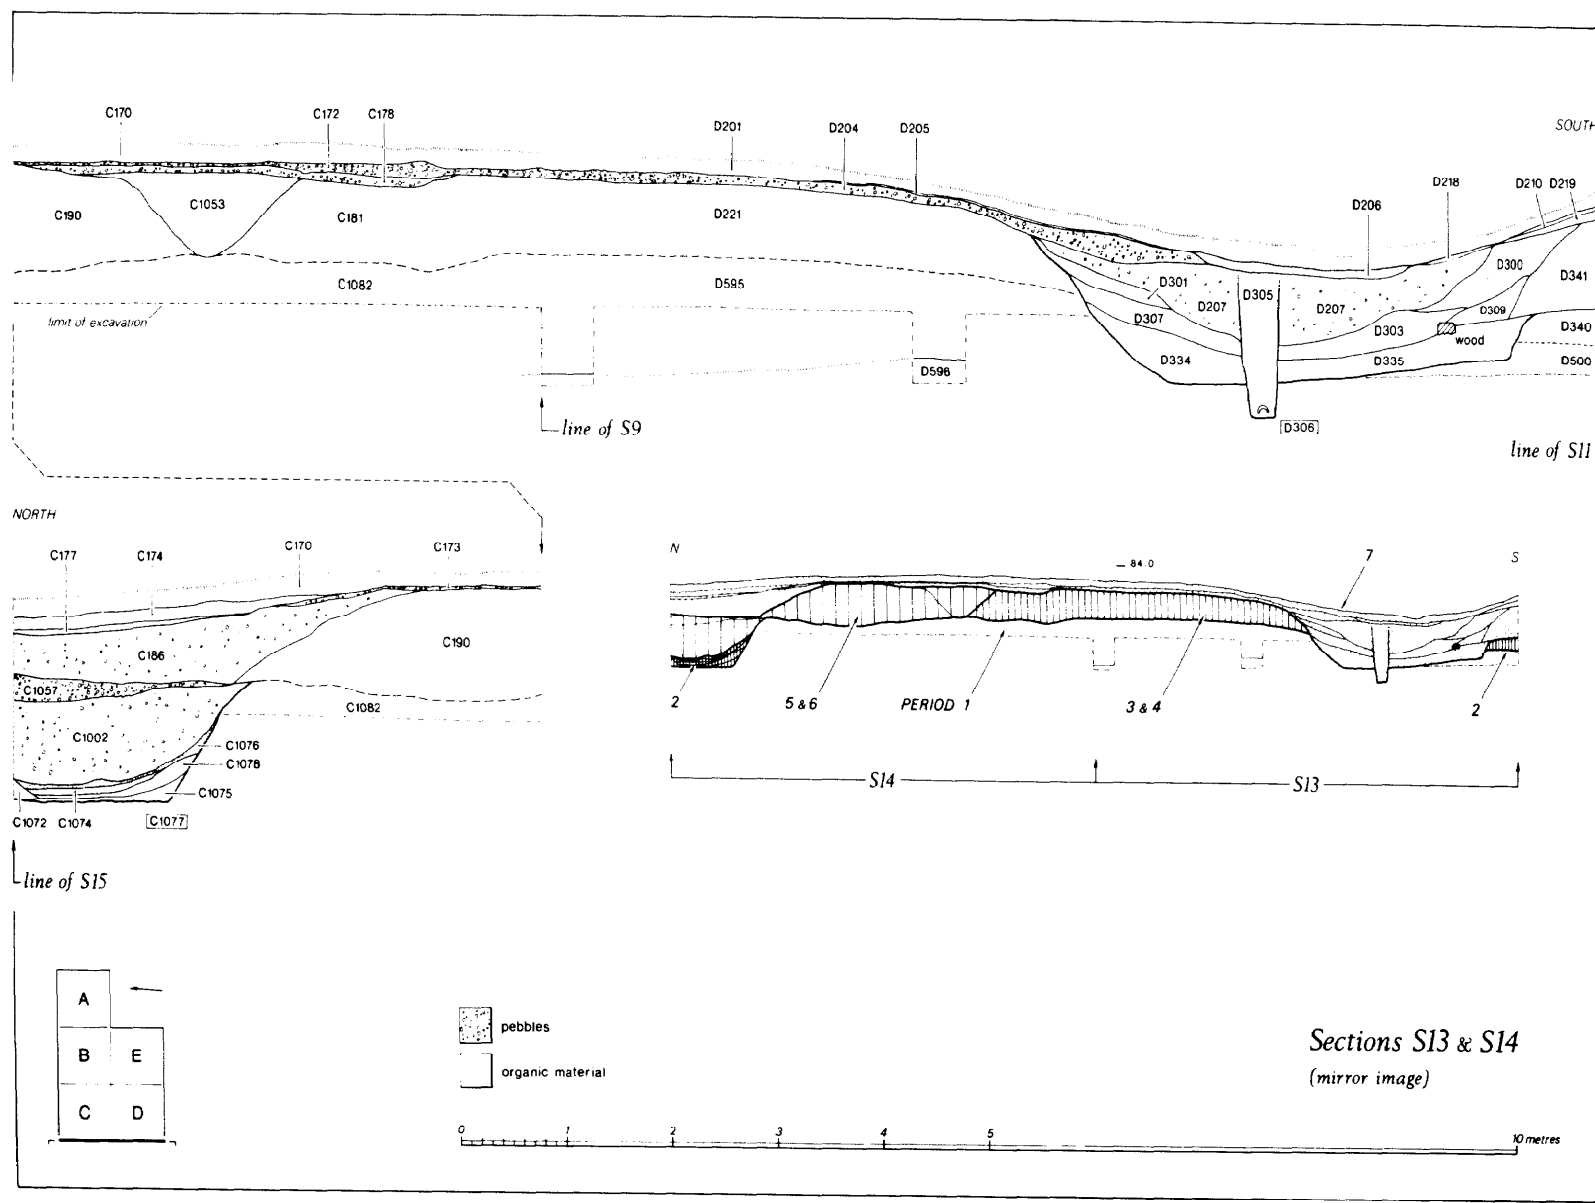 C170
C172 C178
D201 D204 D205
SOUTH
D206 D218 D210 D219
C190 C1053 C181 D221
D300 D341
C1082 D595
D301 D305
D307 D207 D207 D303 D309
D340
limit of excavation
wood
D334 D335 D500
D596
D306
line of S9
line of S11
NORTH
C177 C174 C170 C173
C186 C190
C1057
C1082
C1002
C1076
C1078
C1075
C1072 C1074 C1077
line of S15
N S
84.0
7
2 5 & 6 PERIOD 1 3 & 4 2
S14 S13
A
B E
C D
pebbles
organic material
Sections S13 & S14
(mirror image)
0 1 2 3 4 5 10 metres